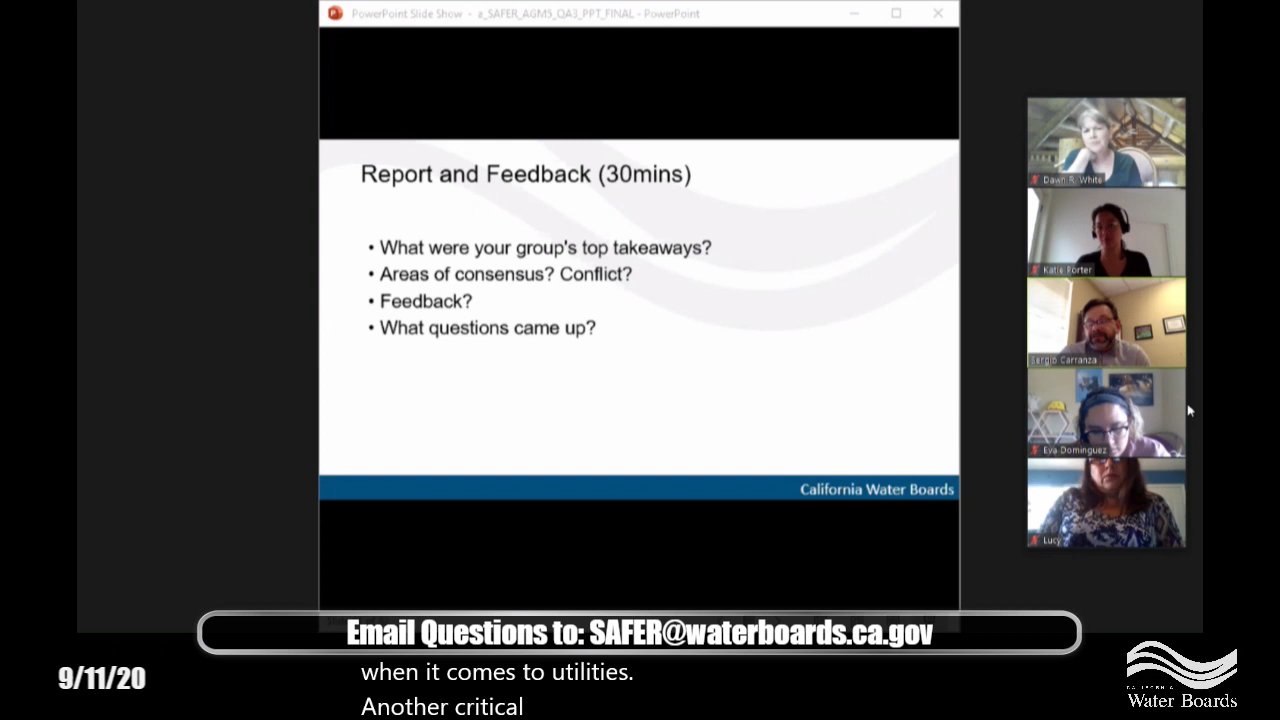 PowerPoint Slide Show - a_SAFER_AGM5_QA3_PPT_FINAL - PowerPoint
Report and Feedback (30mins)
• What were your group's top takeaways?
• Areas of consensus? Conflict?
• Feedback?
• What questions came up?
California Water Boards
Dawn R. White
Katie Porter
Sergio Carranza
Eva Dominguez
Lucy
Email Questions to: SAFER@waterboards.ca.gov
9/11/20
when it comes to utilities.
Another critical
CALIFORNIA
Water Boards